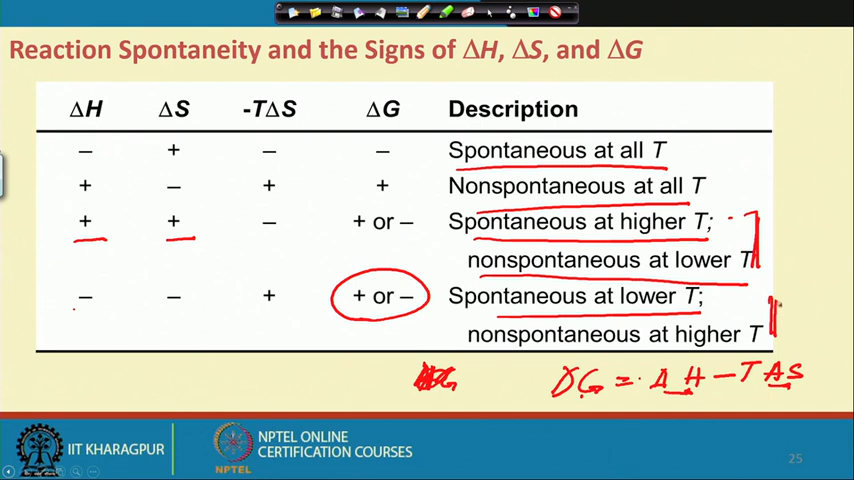 Reaction Spontaneity and the Signs of ΔH, ΔS, and ΔG
ΔH ΔS -TΔS ΔG Description
– + – – Spontaneous at all T
+ – + + Nonspontaneous at all T
+ + – + or – Spontaneous at higher T;
nonspontaneous at lower T
– – + + or – Spontaneous at lower T;
nonspontaneous at higher T
ΔG = ΔH – TΔS
IIT KHARAGPUR
NPTEL
NPTEL ONLINE
CERTIFICATION COURSES
25